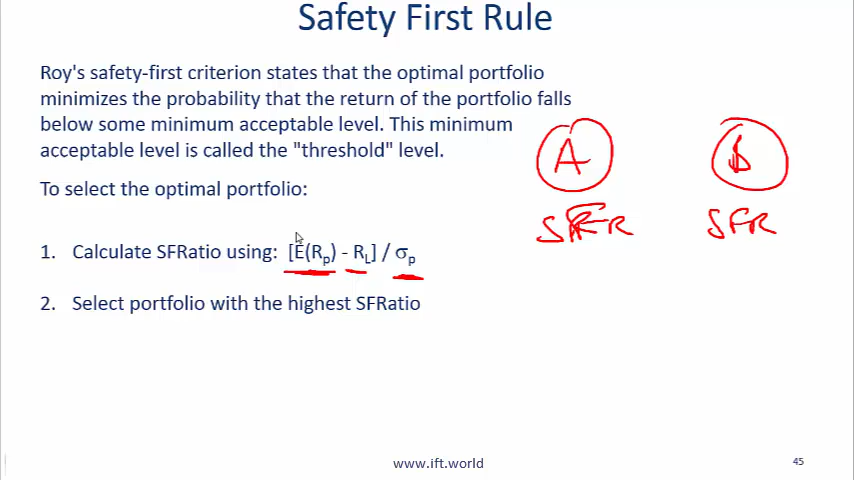 Safety First Rule
Roy's safety-first criterion states that the optimal portfolio
minimizes the probability that the return of the portfolio falls
below some minimum acceptable level. This minimum
acceptable level is called the "threshold" level.
A
B
SFR
SFR
To select the optimal portfolio:
1. Calculate SFRatio using: [E(Rp) - RL] / σp
2. Select portfolio with the highest SFRatio
www.ift.world
45